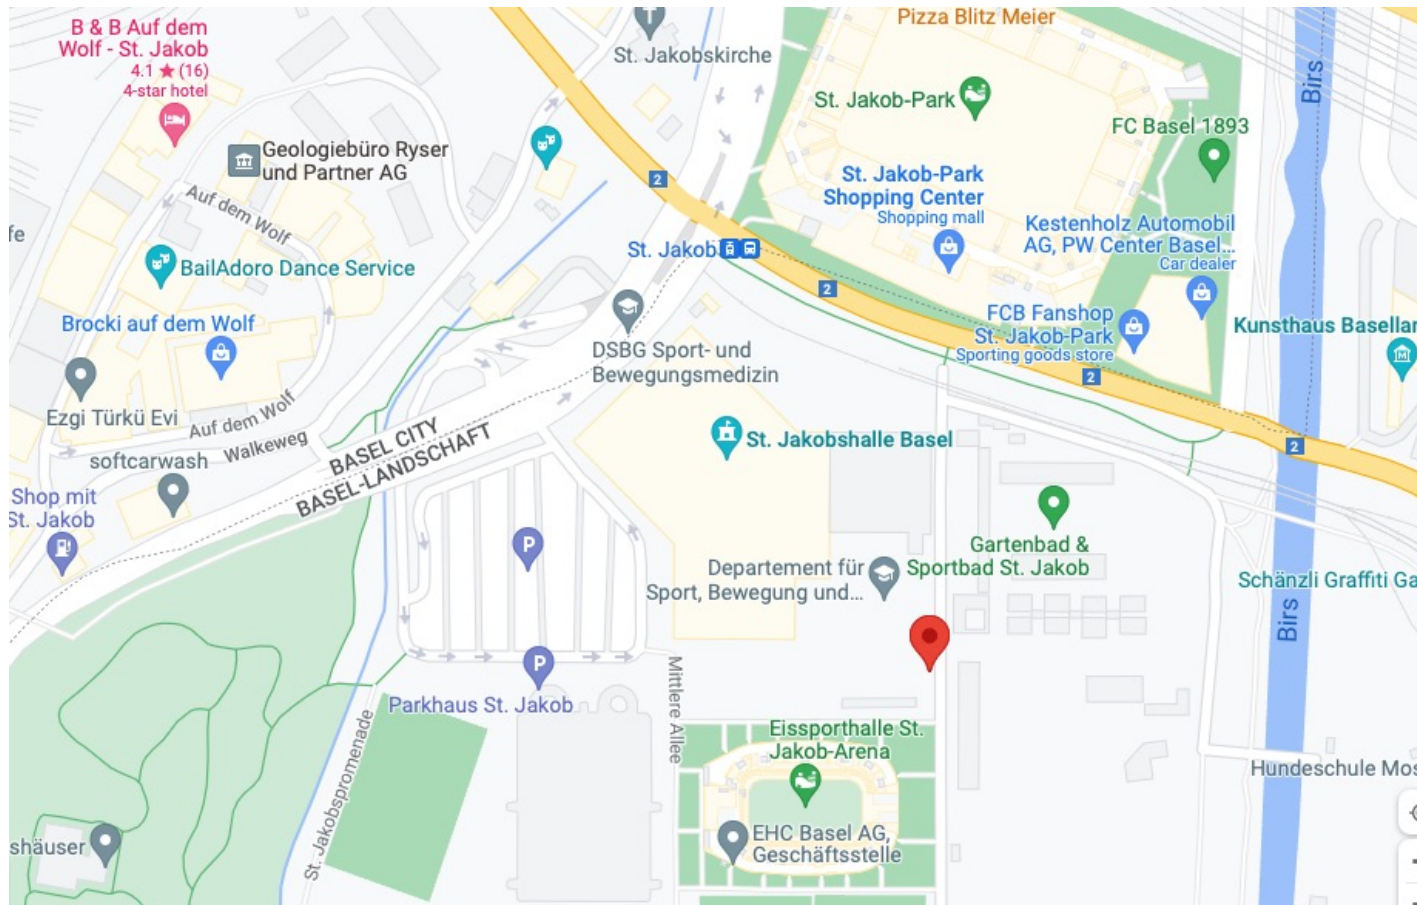 B & B Auf dem
Wolf - St. Jakob
4.1 ★ (16)
4-star hotel
St. Jakobskirche
Pizza Blitz Meier
St. Jakob-Park
Birs
FC Basel 1893
Geologiebüro Ryser
und Partner AG
2
St. Jakob-Park
Shopping Center
Shopping mall
Auf dem Wolf
Kestenholz Automobil
AG, PW Center Basel...
Car dealer
fe
St. Jakob
BailAdoro Dance Service
2
FCB Fanshop
St. Jakob-Park
Sporting goods store
Brocki auf dem Wolf
Kunsthaus Basellan
DSBG Sport- und
Bewegungsmedizin
2
Ezgi Türkü Evi
Auf dem Wolf
Walkeweg
BASEL CITY
BASEL-LANDSCHAFT
St. Jakobshalle Basel
2
softcarwash
Shop mit
St. Jakob
P
Gartenbad &
Sportbad St. Jakob
Departement für
Sport, Bewegung und...
Schänzli Graffiti Ga
Birs
P
Parkhaus St. Jakob
Mittlere Allee
St. Jakobspromenade
Eissporthalle St.
Jakob-Arena
Hundeschule Mos
EHC Basel AG,
Geschäftsstelle
shäuser